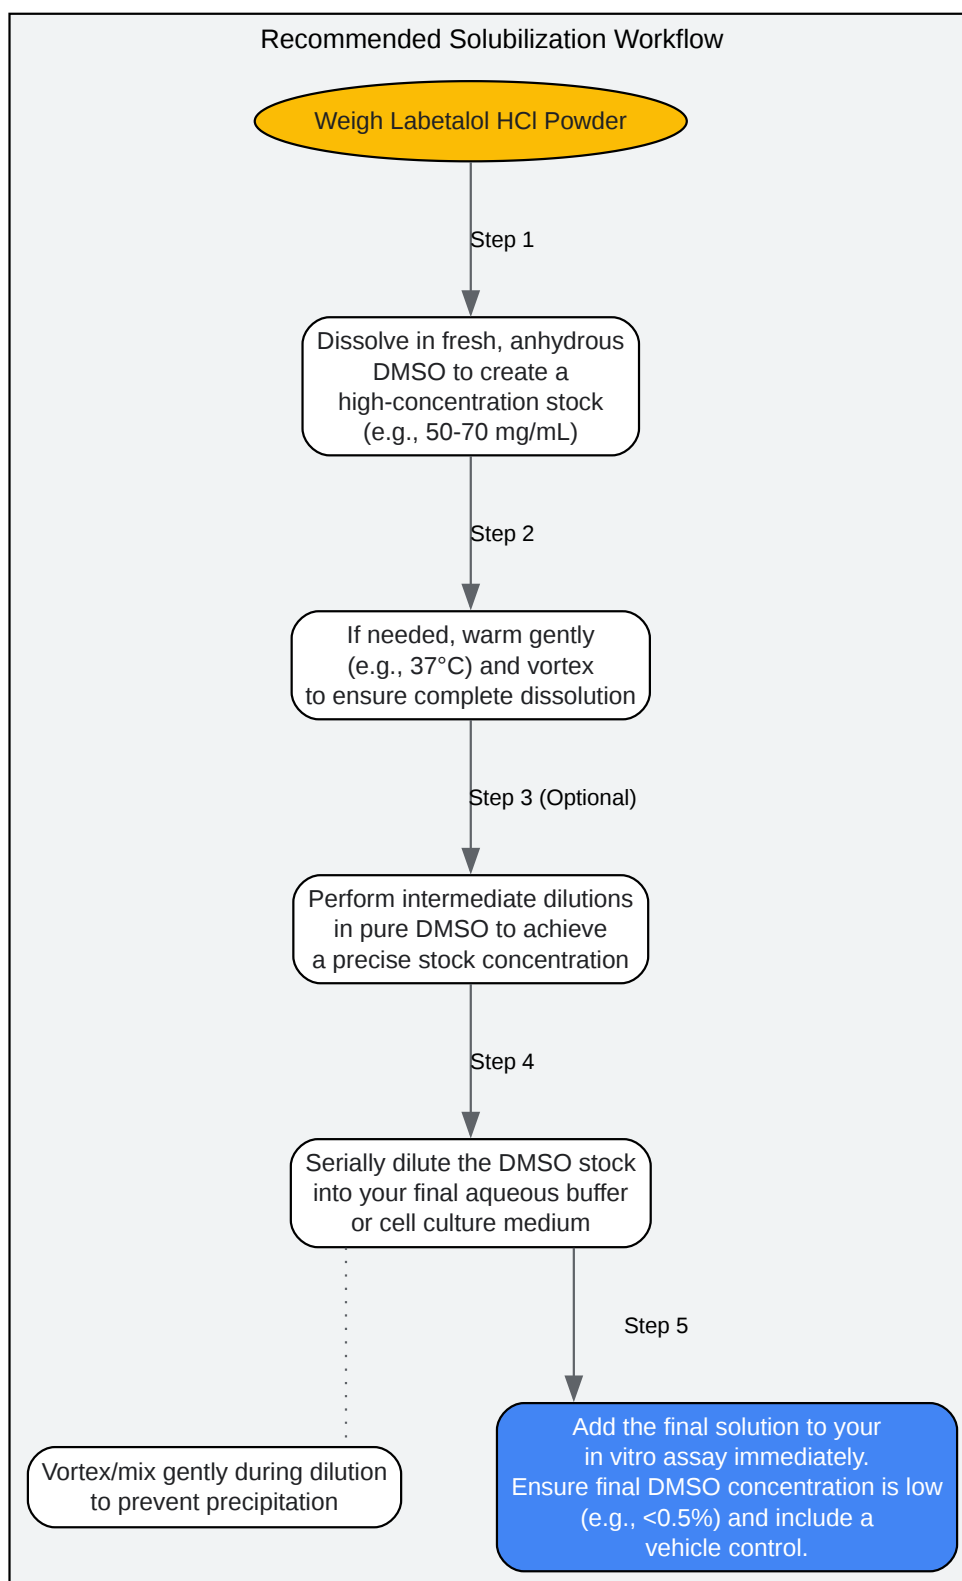 Recommended Solubilization Workflow
Weigh Labetalol HCl Powder
Step 1
Dissolve in fresh, anhydrous
DMSO to create a
high-concentration stock
(e.g., 50-70 mg/mL)
Step 2
If needed, warm gently
(e.g., 37°C) and vortex
to ensure complete dissolution
Step 3 (Optional)
Perform intermediate dilutions
in pure DMSO to achieve
a precise stock concentration
Step 4
Serially dilute the DMSO stock
into your final aqueous buffer
or cell culture medium
Step 5
Vortex/mix gently during dilution
to prevent precipitation
Add the final solution to your
in vitro assay immediately.
Ensure final DMSO concentration is low
(e.g., <0.5%) and include a
vehicle control.